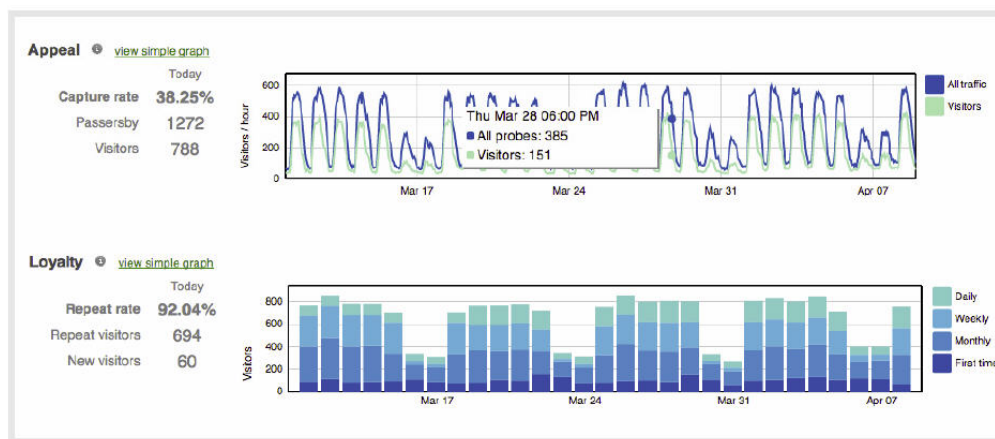 Appeal view simple graph
Today
Capture rate 38.25%
Passersby 1272
Visitors 788
Visitors / hour
600
400
200
0
Thu Mar 28 06:00 PM
All probes: 385
Visitors: 151
Mar 17 Mar 24 Mar 31 Apr 07
All traffic
Visitors
Loyalty view simple graph
Today
Repeat rate 92.04%
Repeat visitors 694
New visitors 60
Visitors
800
600
400
200
0
Mar 17 Mar 24 Mar 31 Apr 07
Daily
Weekly
Monthly
First time